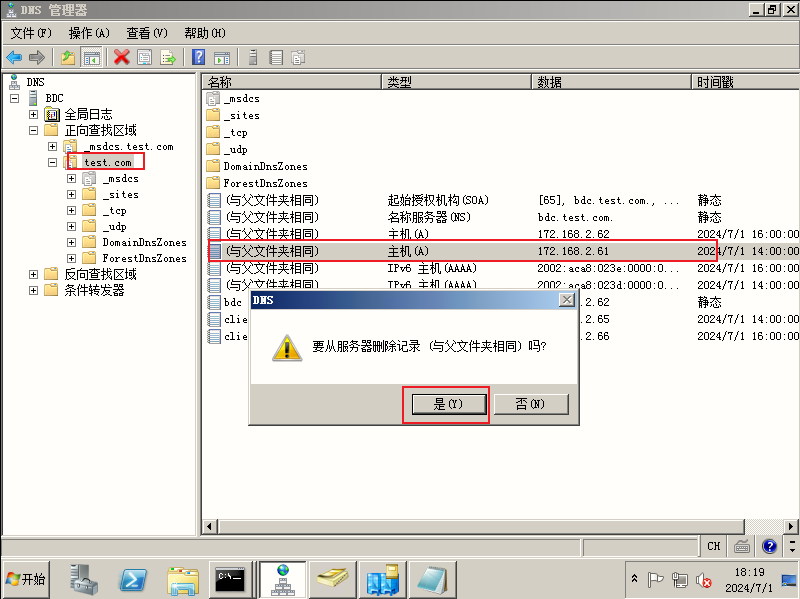 DNS 管理器
文件(F) 操作(A) 查看(V) 帮助(H)
DNS
BDC
全局日志
正向查找区域
_msdcs.test.com
test.com
_msdcs
_sites
_tcp
_udp
DomainDnsZones
ForestDnsZones
反向查找区域
条件转发器
名称 类型 数据 时间戳
_msdcs
_sites
_tcp
_udp
DomainDnsZones
ForestDnsZones
(与父文件夹相同) 起始授权机构(SOA) [65], bdc.test.com., ... 静态
(与父文件夹相同) 名称服务器(NS) bdc.test.com. 静态
(与父文件夹相同) 主机(A) 172.168.2.62 2024/7/1 16:00:00
(与父文件夹相同) 主机(A) 172.168.2.61 2024/7/1 14:00:00
(与父文件夹相同) IPv6 主机(AAAA) 2002:aca8:023e:0000:0... 2024/7/1 16:00:00
(与父文件夹相同) IPv6 主机(AAAA) 2002:aca8:023d:0000:0... 2024/7/1 14:00:00
bdc .2.62 静态
clie .2.65 2024/7/1 14:00:00
clie .2.66 2024/7/1 16:00:00
DNS
要从服务器删除记录 (与父文件夹相同) 吗?
是(Y) 否(N)
CH
开始
C:\
18:19
2024/7/1